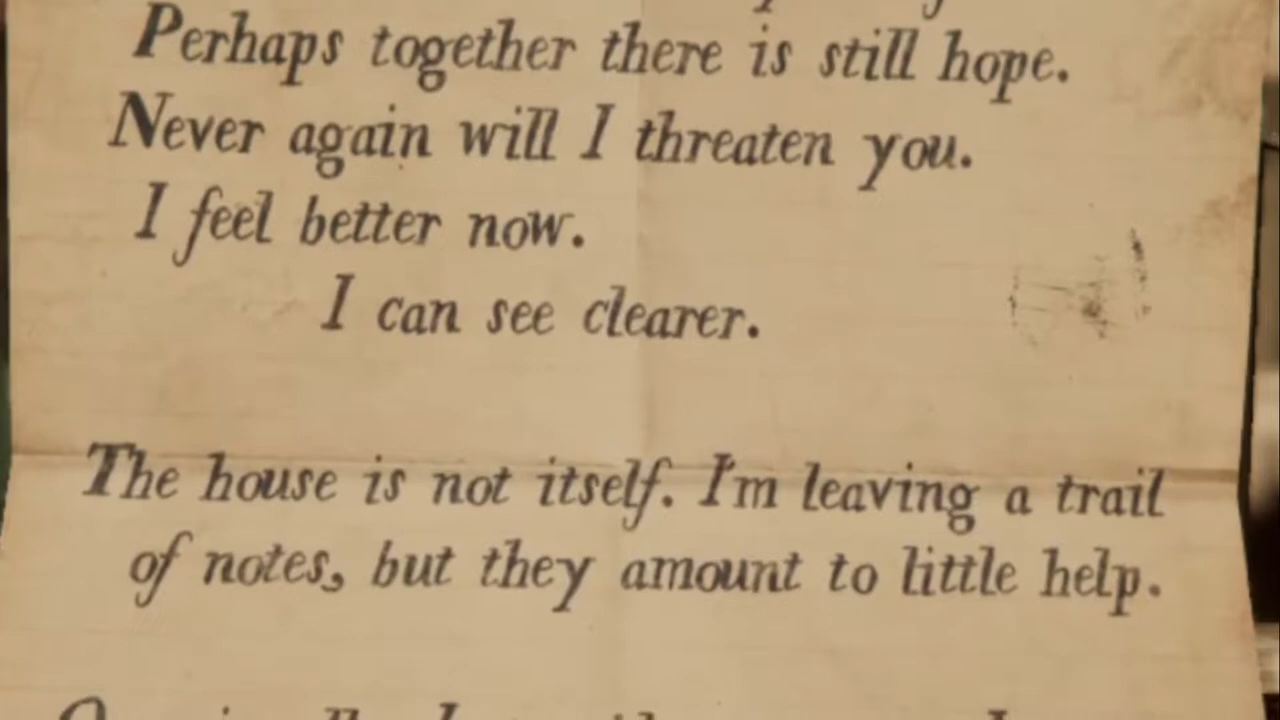 Perhaps together there is still hope.
Never again will I threaten you.
I feel better now.
I can see clearer.
The house is not itself. I'm leaving a trail
of notes, but they amount to little help.